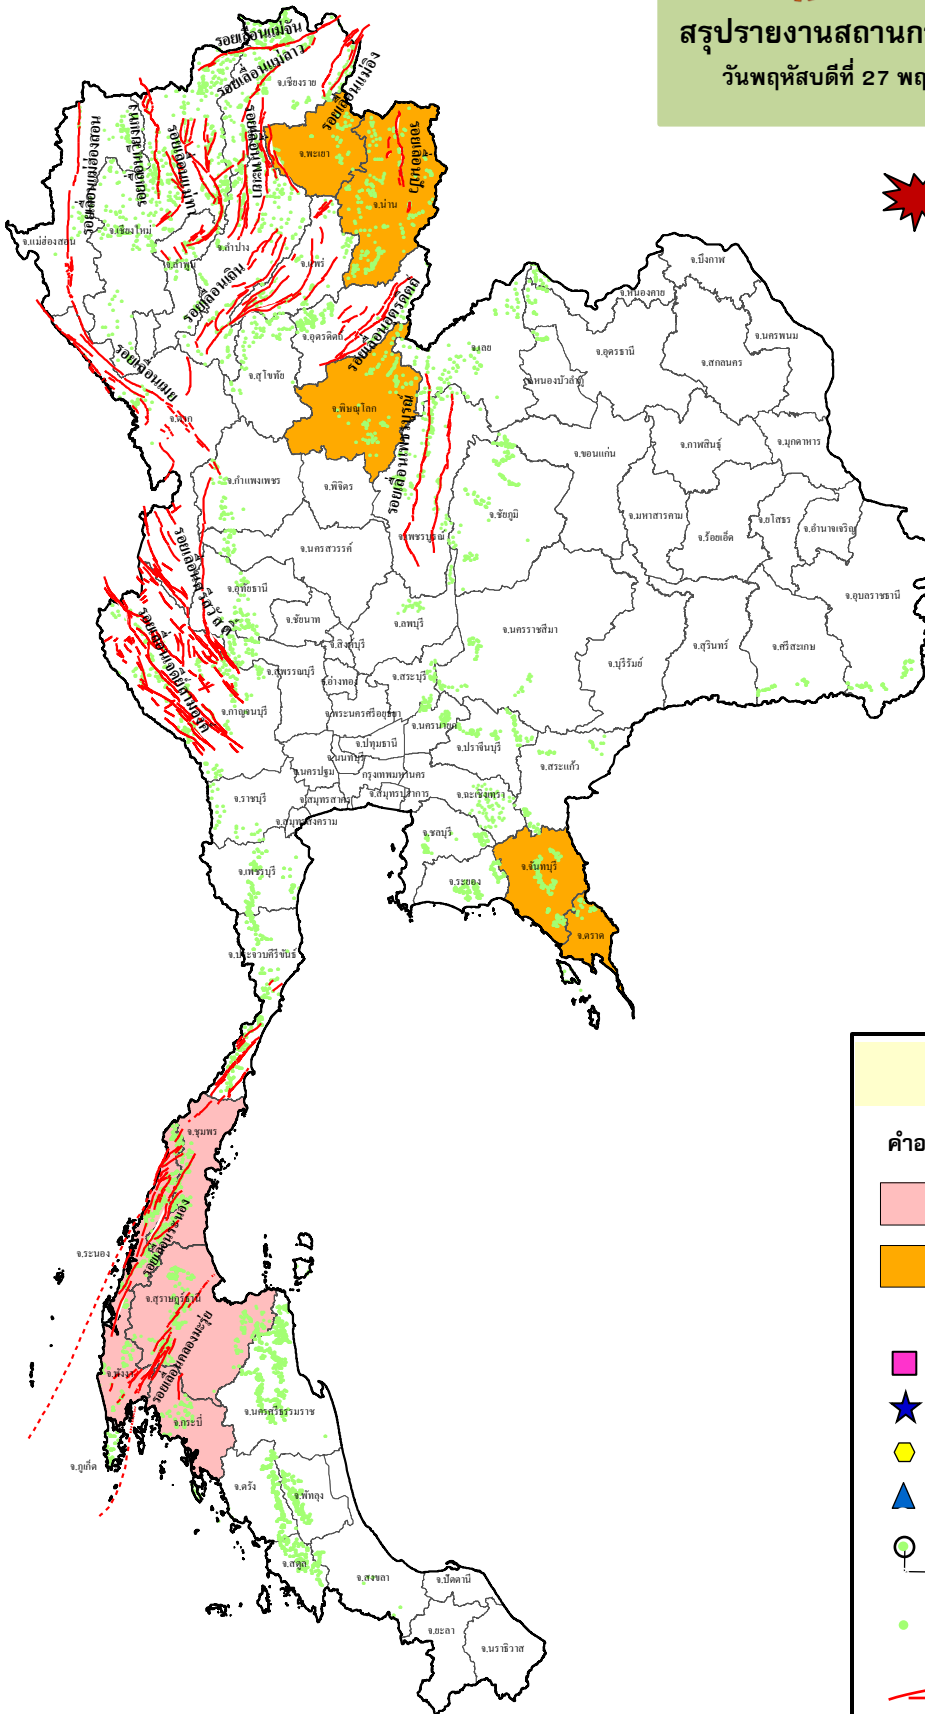 สรุปรายงานสถานก
วันพฤหัสบดีที่ 27 พฤ
รอยเลื่อนแม่จัน
รอยเลื่อนแม่ลาว
จ.เชียงราย
รอยเลื่อนแม่อิง
จ.พะเยา
รอยเลื่อนปัว
จ.น่าน
รอยเลื่อนแม่ฮ่องสอน
รอยเลื่อนแม่ทา
รอยเลื่อนพะเยา
จ.แม่ฮ่องสอน
จ.เชียงใหม่
จ.ลำพูน
จ.ลำปาง
จ.แพร่
รอยเลื่อนเถิน
จ.อุตรดิตถ์
รอยเลื่อนอุตรดิตถ์
จ.สุโขทัย
รอยเลื่อนเมย
จ.ตาก
จ.พิษณุโลก
รอยเลื่อนเพชรบูรณ์
จ.เลย
จ.บึงกาฬ
จ.หนองคาย
จ.อุดรธานี
จ.นครพนม
จ.สกลนคร
จ.หนองบัวลำภู
จ.กำแพงเพชร
จ.พิจิตร
จ.ขอนแก่น
จ.กาฬสินธุ์
จ.มุกดาหาร
จ.ชัยภูมิ
จ.มหาสารคาม
จ.ร้อยเอ็ด
จ.ยโสธร
จ.อำนาจเจริญ
จ.เพชรบูรณ์
จ.นครสวรรค์
รอยเลื่อนศรีสวัสดิ์
จ.อุทัยธานี
จ.ชัยนาท
จ.ลพบุรี
จ.นครราชสีมา
จ.บุรีรัมย์
จ.สุรินทร์
จ.ศรีสะเกษ
จ.อุบลราชธานี
รอยเลื่อนเจดีย์สามองค์
จ.สิงห์บุรี
จ.สุพรรณบุรี
จ.อ่างทอง
จ.สระบุรี
จ.กาญจนบุรี
จ.พระนครศรีอยุธยา
จ.นครนายก
จ.ปทุมธานี
จ.ปราจีนบุรี
จ.นนทบุรี
จ.สระแก้ว
จ.นครปฐม
กรุงเทพมหานคร
จ.ราชบุรี
จ.สมุทรสาคร
จ.สมุทรปราการ
จ.ฉะเชิงเทรา
จ.สมุทรสงคราม
จ.ชลบุรี
จ.เพชรบุรี
จ.ระยอง
จ.จันทบุรี
จ.ตราด
จ.ประจวบคีรีขันธ์
จ.ชุมพร
คำอ
รอยเลื่อนระนอง
จ.ระนอง
จ.สุราษฎร์ธานี
รอยเลื่อนคลองมะรุ่ย
จ.พังงา
จ.กระบี่
จ.นครศรีธรรมราช
จ.ภูเก็ต
จ.ตรัง
จ.พัทลุง
จ.สตูล
จ.สงขลา
จ.ปัตตานี
จ.ยะลา
จ.นราธิวาส